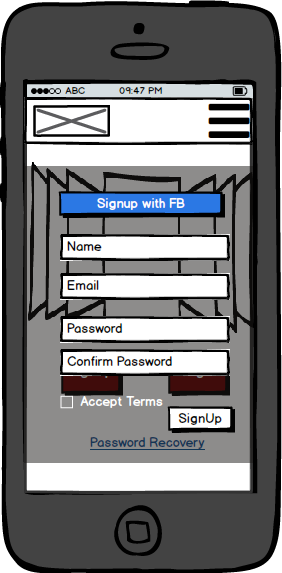 ABC 09:47 PM
Signup with FB
Name
Email
Password
Confirm Password
Accept Terms
SignUp
Password Recovery